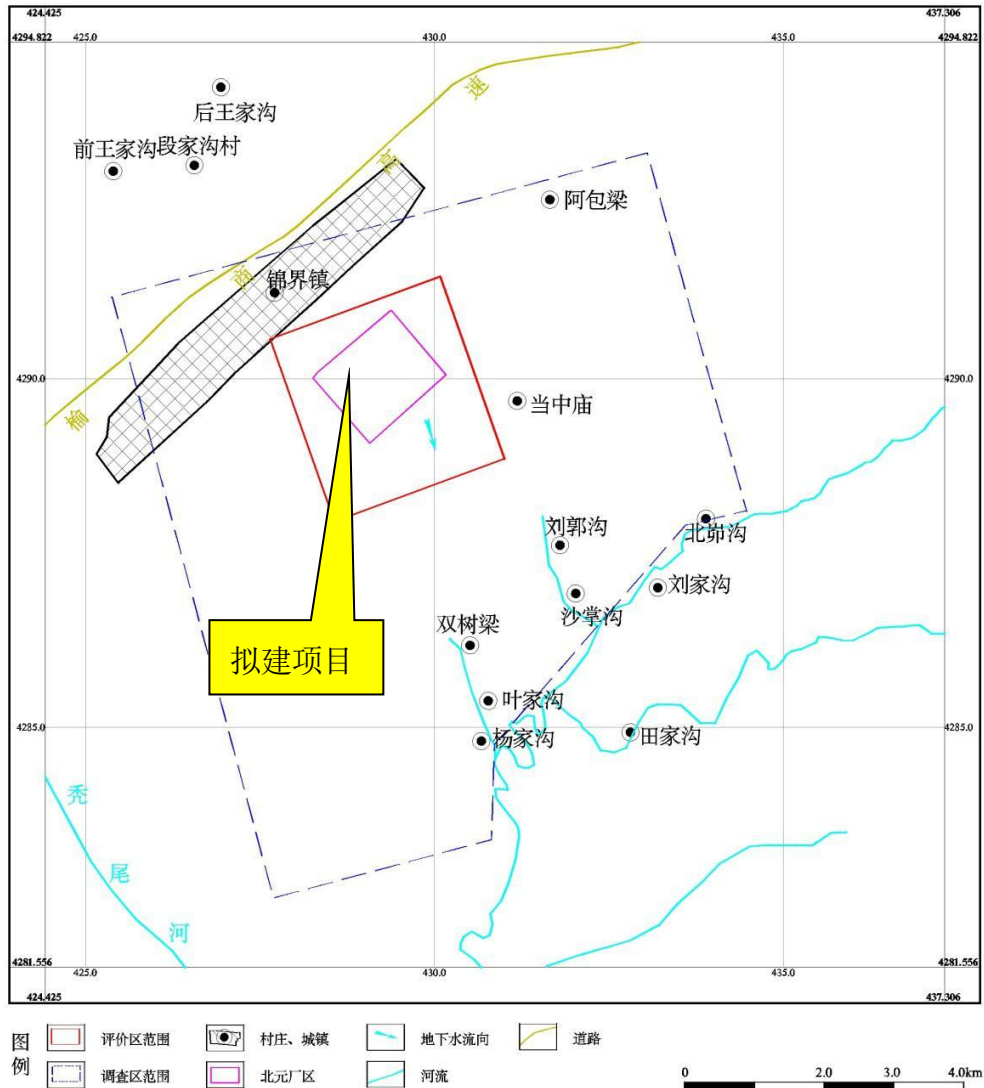 424.425 437.306
4294.822 425.0 430.0 435.0 4294.822
后王家沟
前王家沟 段家沟村
速
高
阿包梁
商
锦界镇
4290.0 4290.0
榆
当中庙
刘郭沟
北峁沟
沙掌沟 刘家沟
双树梁
拟建项目
叶家沟
4285.0 4285.0
杨家沟 田家沟
秃
尾
河
4281.556 425.0 430.0 435.0 4281.556
424.425 437.306
图例 评价区范围 村庄、城镇 地下水流向 道路
调查区范围 北元厂区 河流
0 2.0 3.0 4.0km